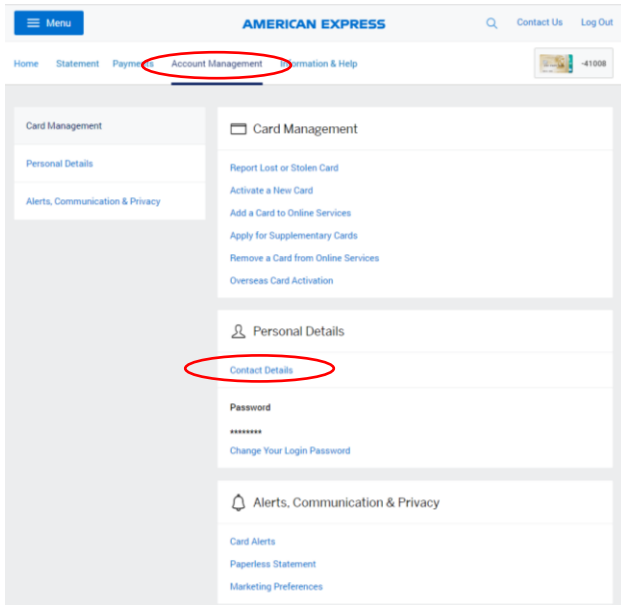 Menu
AMERICAN EXPRESS
Contact Us
Log Out
Home
Statement
Payments
Account Management
Information & Help
-41008
Card Management
Personal Details
Alerts, Communication & Privacy
Card Management
Report Lost or Stolen Card
Activate a New Card
Add a Card to Online Services
Apply for Supplementary Cards
Remove a Card from Online Services
Overseas Card Activation
Personal Details
Contact Details
Password
********
Change Your Login Password
Alerts, Communication & Privacy
Card Alerts
Paperless Statement
Marketing Preferences